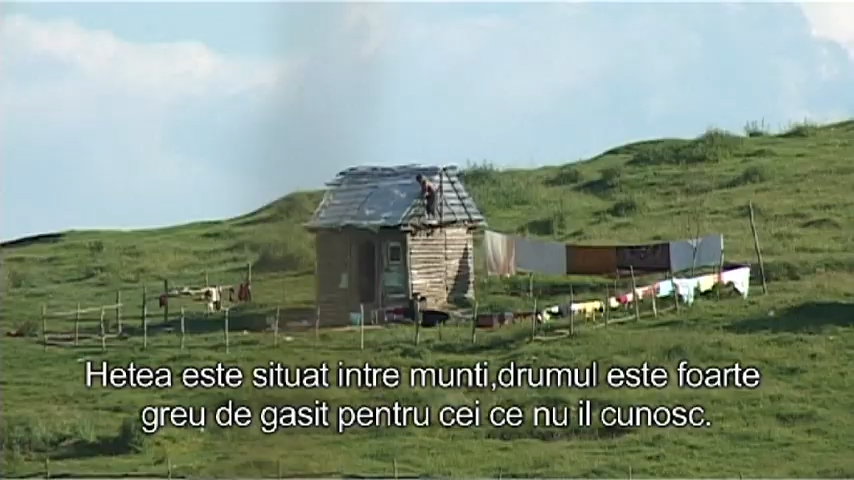 Hetea este situat intre munti,drumul este foarte
greu de gasit pentru cei ce nu il cunosc.